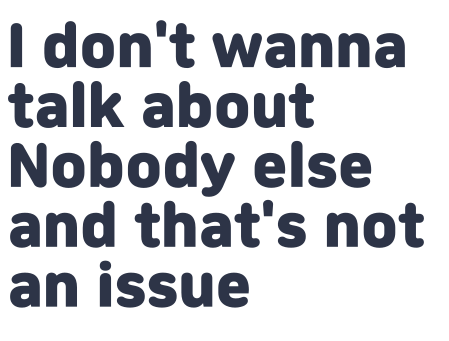 I don't wanna
talk about
Nobody else
and that's not
an issue